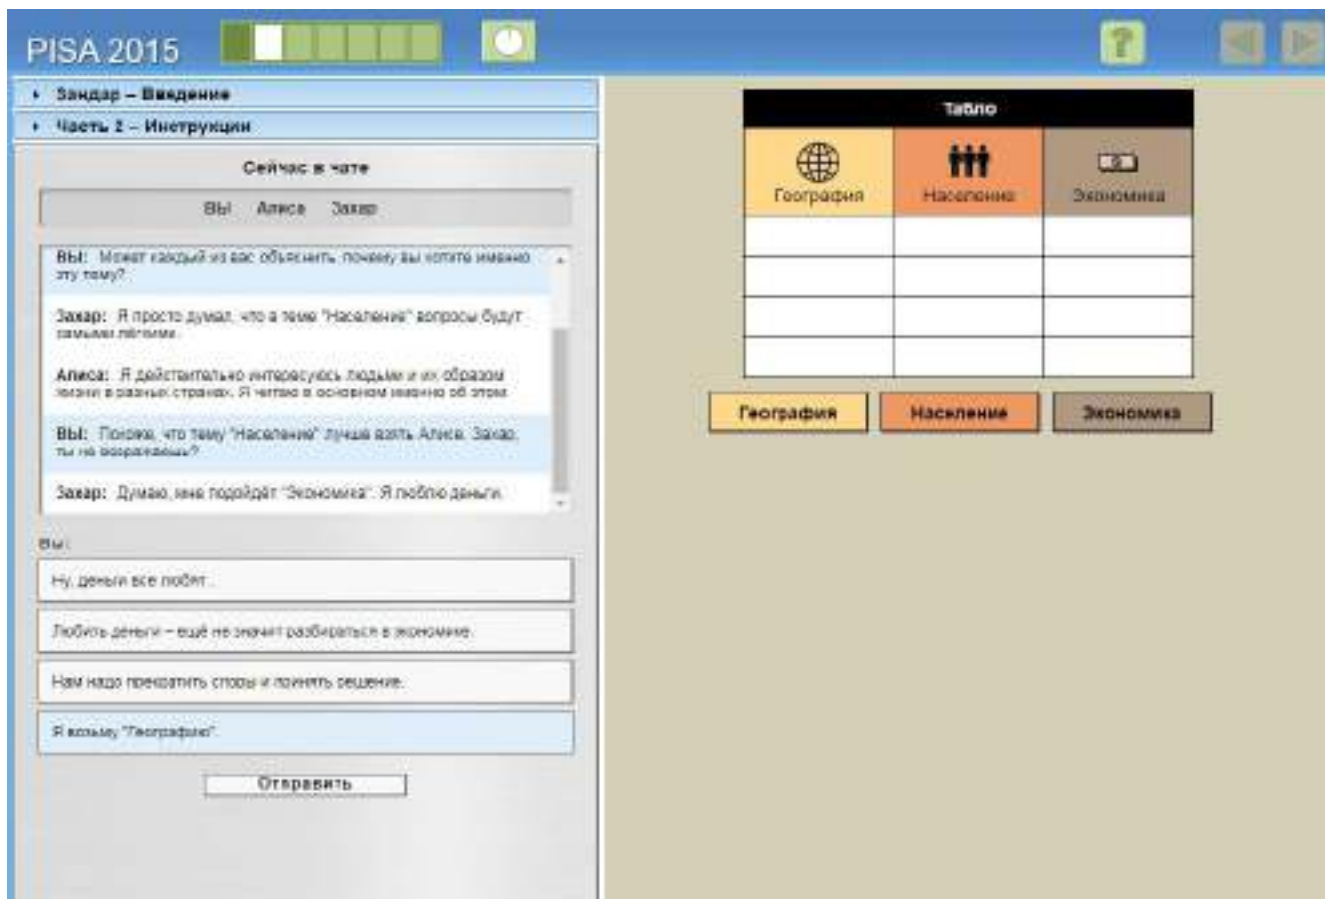 PISA 2015
?
Зандар – Введение
Часть 2 – Инструкции
Сейчас в чате
ВЫ Алиса Захар
ВЫ: Может каждый из вас объяснить, почему вы хотите именно
эту тему?
Захар: Я просто думал, что в теме "Население" вопросы будут
самыми лёгкими.
Алиса: Я действительно интересуюсь людьми и их образом
жизни в разных странах. Я читаю в основном именно об этом.
ВЫ: Похоже, что тему "Население" лучше взять Алисе. Захар,
ты не возражаешь?
Захар: Думаю, мне подойдёт "Экономика". Я люблю деньги.
Вы:
Ну, деньги все любят.
Любить деньги – ещё не значит разбираться в экономике.
Нам надо прекратить споры и принять решение.
Я возьму "Географию".
Отправить
Табло
География Население Экономика
География Население Экономика